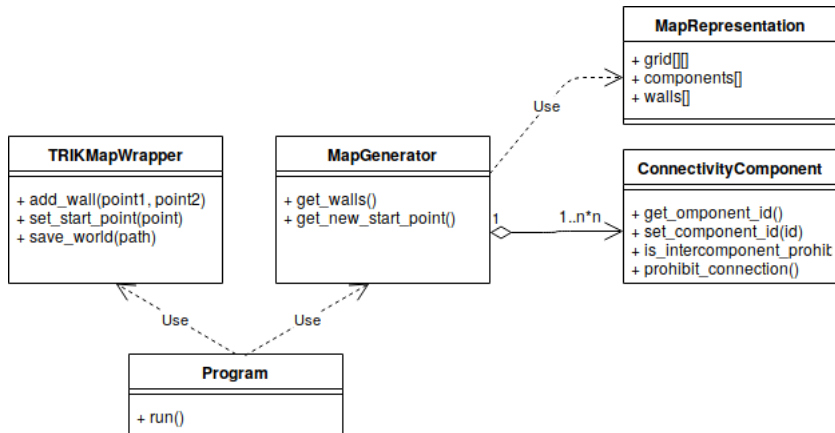 MapRepresentation
+ grid[][]
+ components[]
+ walls[]
Use
TRIKMapWrapper
+ add_wall(point1, point2)
+ set_start_point(point)
+ save_world(path)
MapGenerator
+ get_walls()
+ get_new_start_point()
1
1..n*n
ConnectivityComponent
+ get_omponent_id()
+ set_component_id(id)
+ is_intercomponent_prohibit
+ prohibit_connection()
Use
Use
Program
+ run()